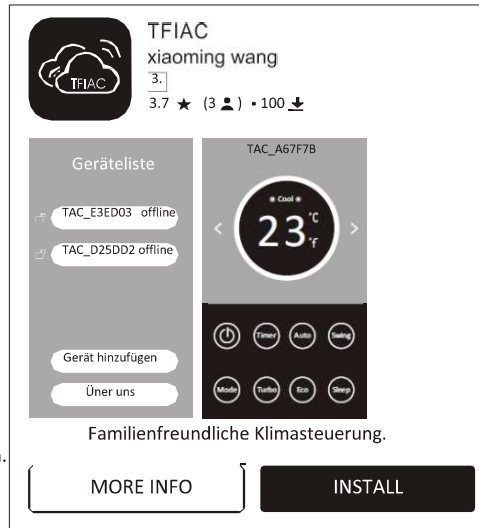 TFIAC
TFIAC
xiaoming wang
3.
3.7 ★ (3 ) • 100
Geräteliste
TAC_E3ED03 offline
TAC_D25DD2 offline
Gerät hinzufügen
Üner uns
TAC_A67F7B
Cool
23 °C
°F
< >
Timer Auto Swing
Mode Turbo Eco Sleep
Familienfreundliche Klimasteuerung.
MORE INFO INSTALL